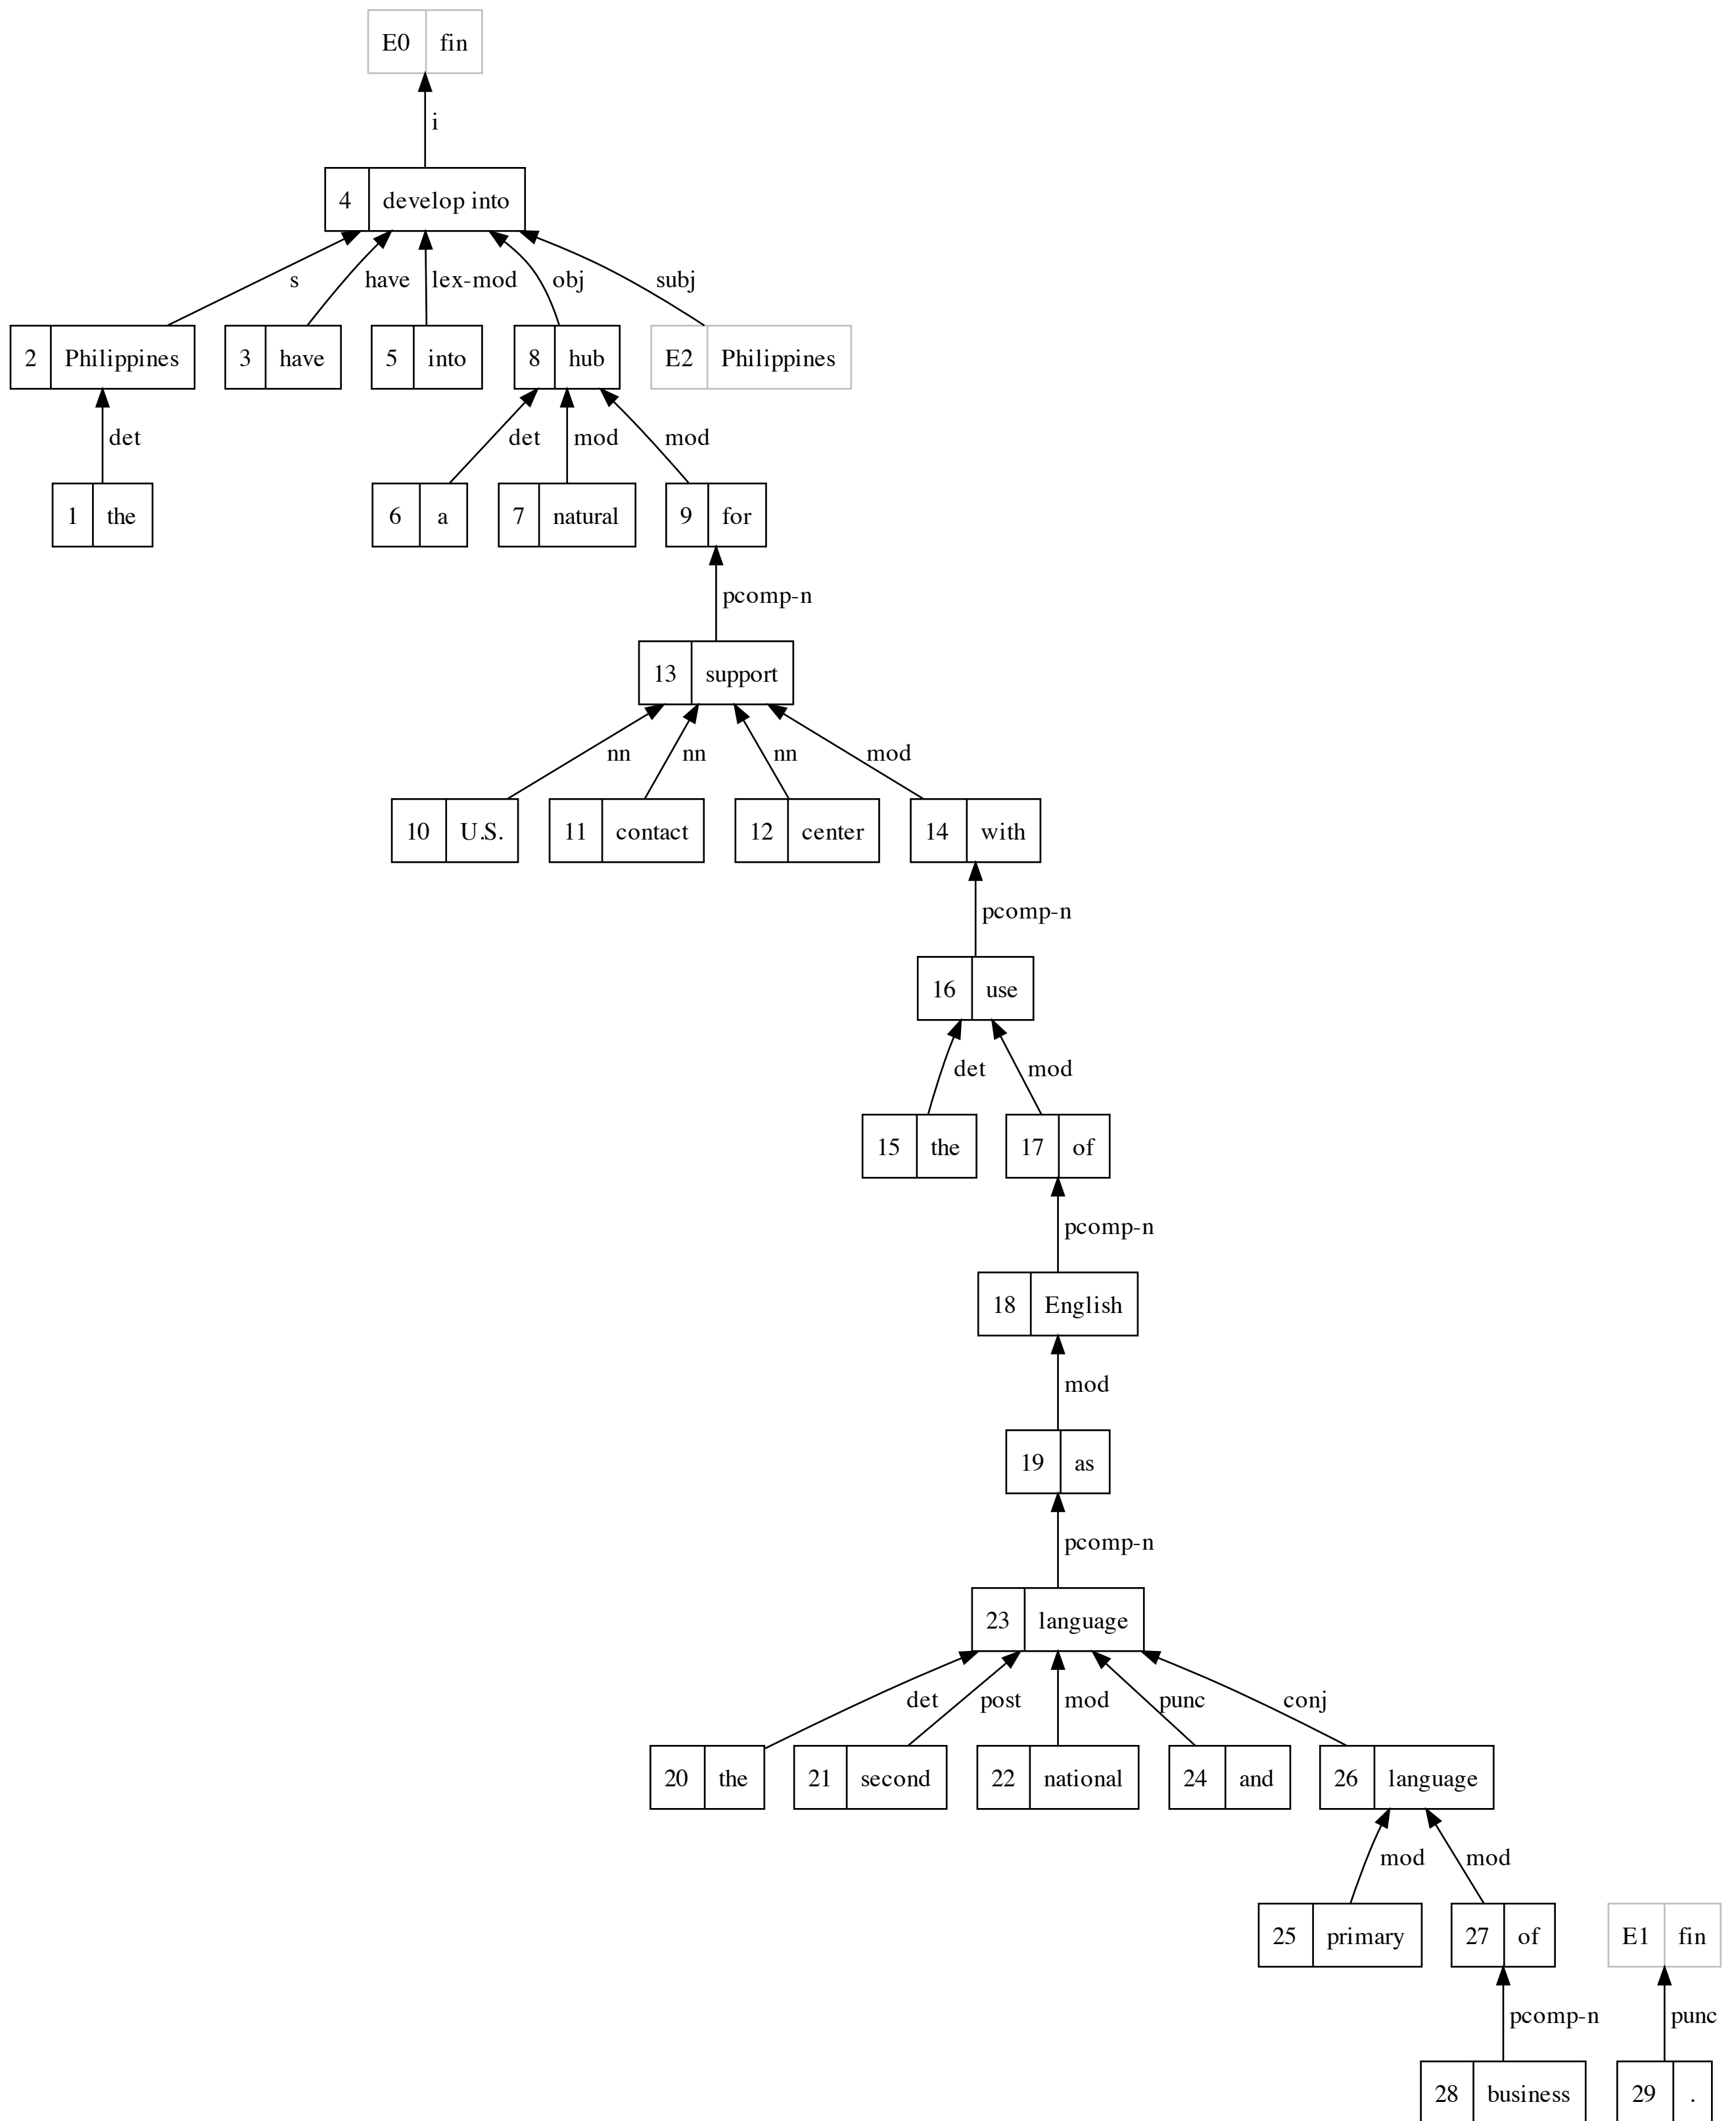 E0 fin
i
4 develop into
s have lex-mod obj subj
2 Philippines 3 have 5 into 8 hub E2 Philippines
det det mod mod
1 the 6 a 7 natural 9 for
pcomp-n
13 support
nn nn nn mod
10 U.S. 11 contact 12 center 14 with
pcomp-n
16 use
det mod
15 the 17 of
pcomp-n
18 English
mod
19 as
pcomp-n
23 language
det post mod punc conj
20 the 21 second 22 national 24 and 26 language
mod mod
25 primary 27 of E1 fin
pcomp-n punc
28 business 29 .